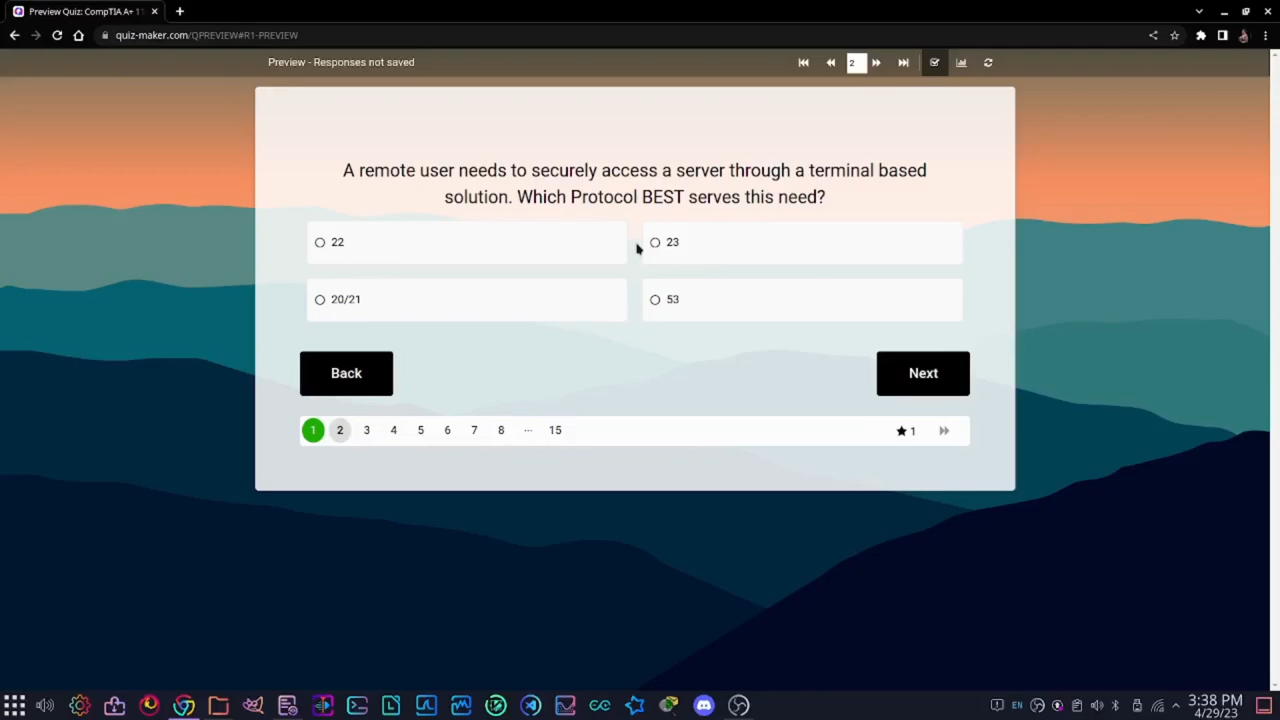 Preview Quiz: CompTIA A+ 11
quiz-maker.com/QPREVIEW#R1-PREVIEW
Preview - Responses not saved
2
A remote user needs to securely access a server through a terminal based
solution. Which Protocol BEST serves this need?
22
23
20/21
53
Back
Next
1 2 3 4 5 6 7 8 ... 15
1
EN
3:38 PM
4/29/23